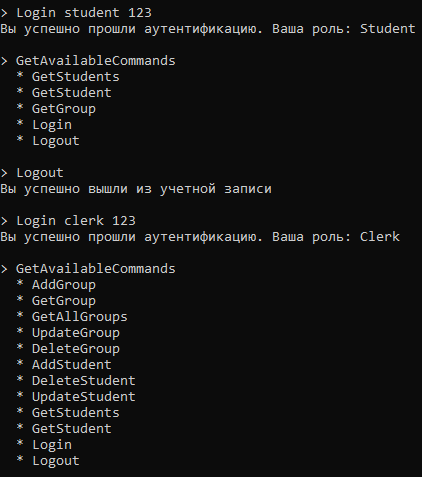 > Login student 123
Вы успешно прошли аутентификацию. Ваша роль: Student
> GetAvailableCommands
* GetStudents
* GetStudent
* GetGroup
* Login
* Logout
> Logout
Вы успешно вышли из учетной записи
> Login clerk 123
Вы успешно прошли аутентификацию. Ваша роль: Clerk
> GetAvailableCommands
* AddGroup
* GetGroup
* GetAllGroups
* UpdateGroup
* DeleteGroup
* AddStudent
* DeleteStudent
* UpdateStudent
* GetStudents
* GetStudent
* Login
* Logout